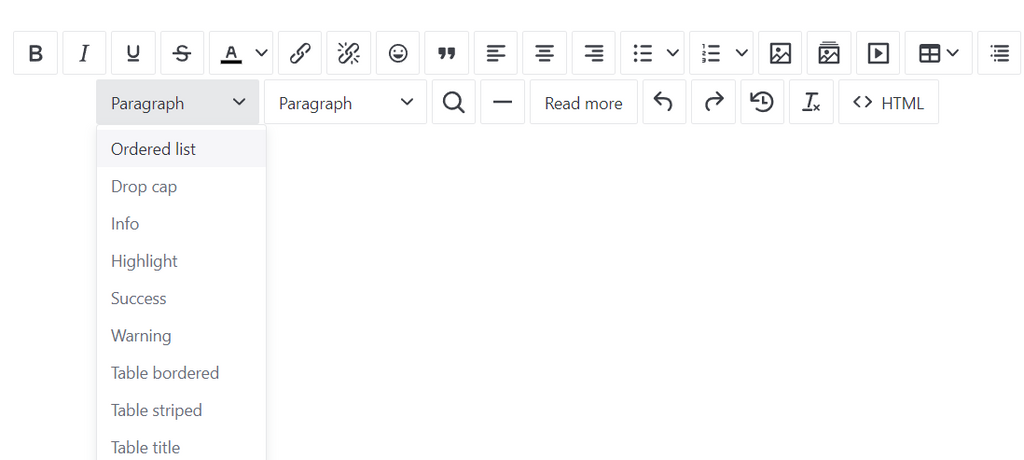 B I U S A
Paragraph Paragraph Read more HTML
Ordered list
Drop cap
Info
Highlight
Success
Warning
Table bordered
Table striped
Table title